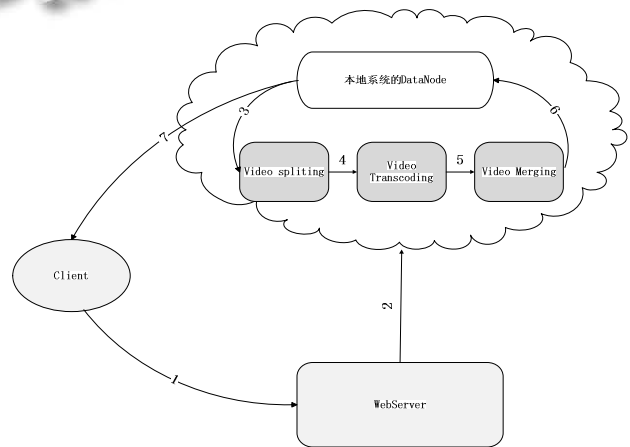 本地系统的DataNode
3
6
7
Video spliting
4
Video
Transcoding
5
Video Merging
Client
2
1
WebServer